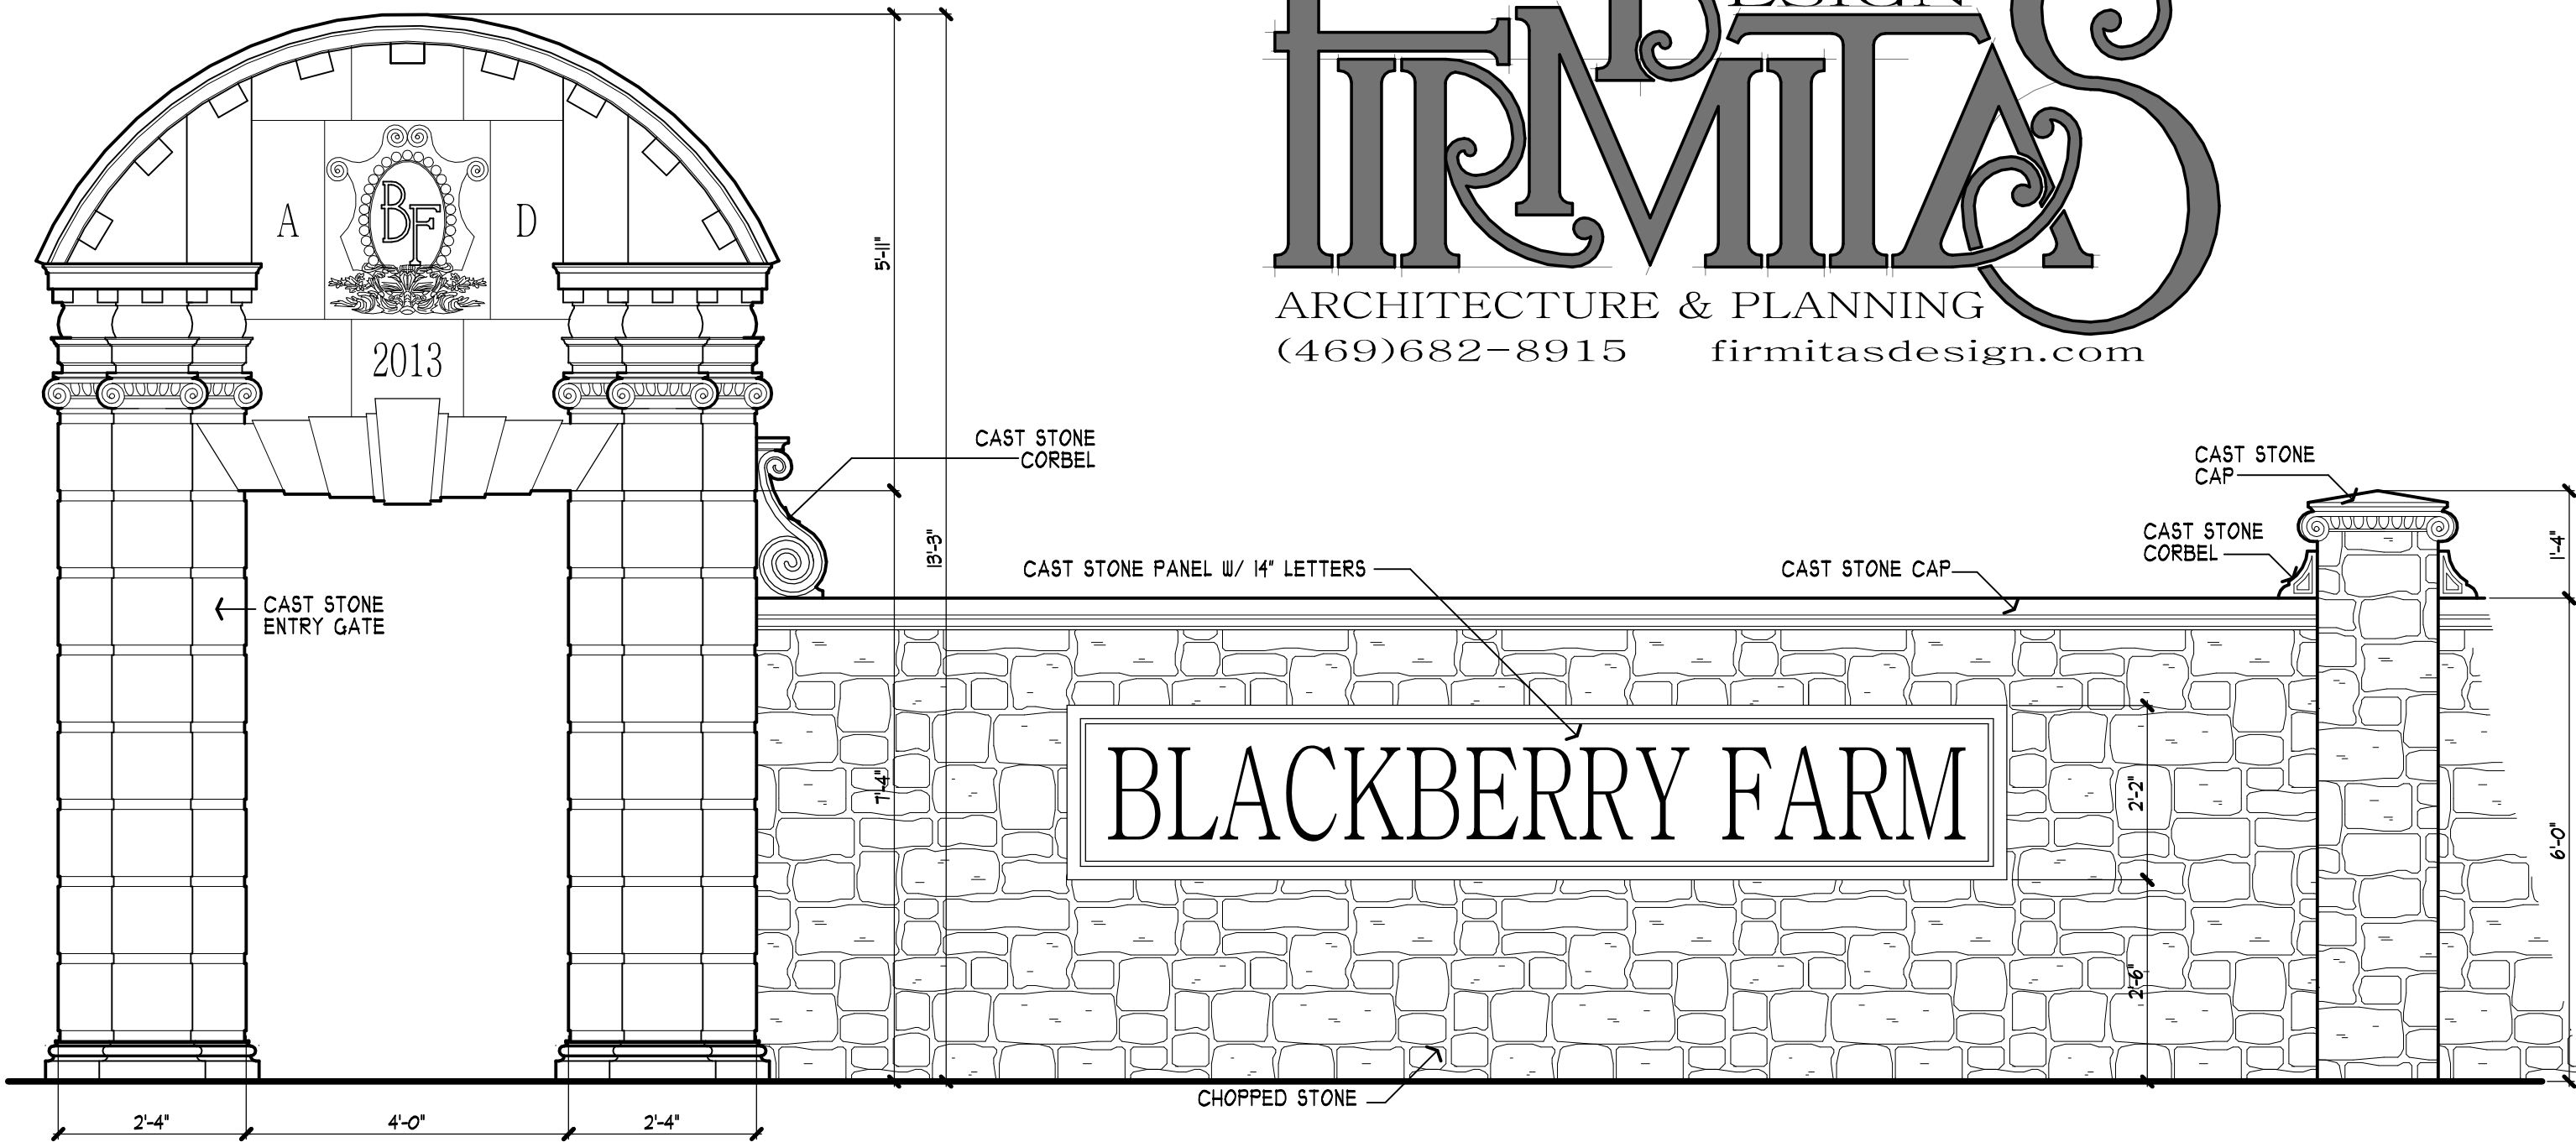 DESIGN
FIRMITAS
ARCHITECTURE & PLANNING
(469)682-8915 firmitasdesign.com
A
BF
D
2013
5'-11"
13'-3"
7'-4"
CAST STONE
CORBEL
CAST STONE
ENTRY GATE
CAST STONE PANEL W/ 14" LETTERS
CAST STONE CAP
CAST STONE
CAP
CAST STONE
CORBEL
1'-4"
6'-0"
BLACKBERRY FARM
2'-2"
2'-6"
CHOPPED STONE
2'-4"
4'-0"
2'-4"